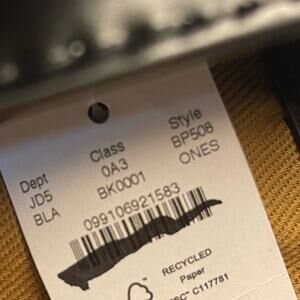 Dept Class Style
JD5 0A3 BP508
BLA BK0001 ONES
099106921583
RECYCLED
Paper
C117781